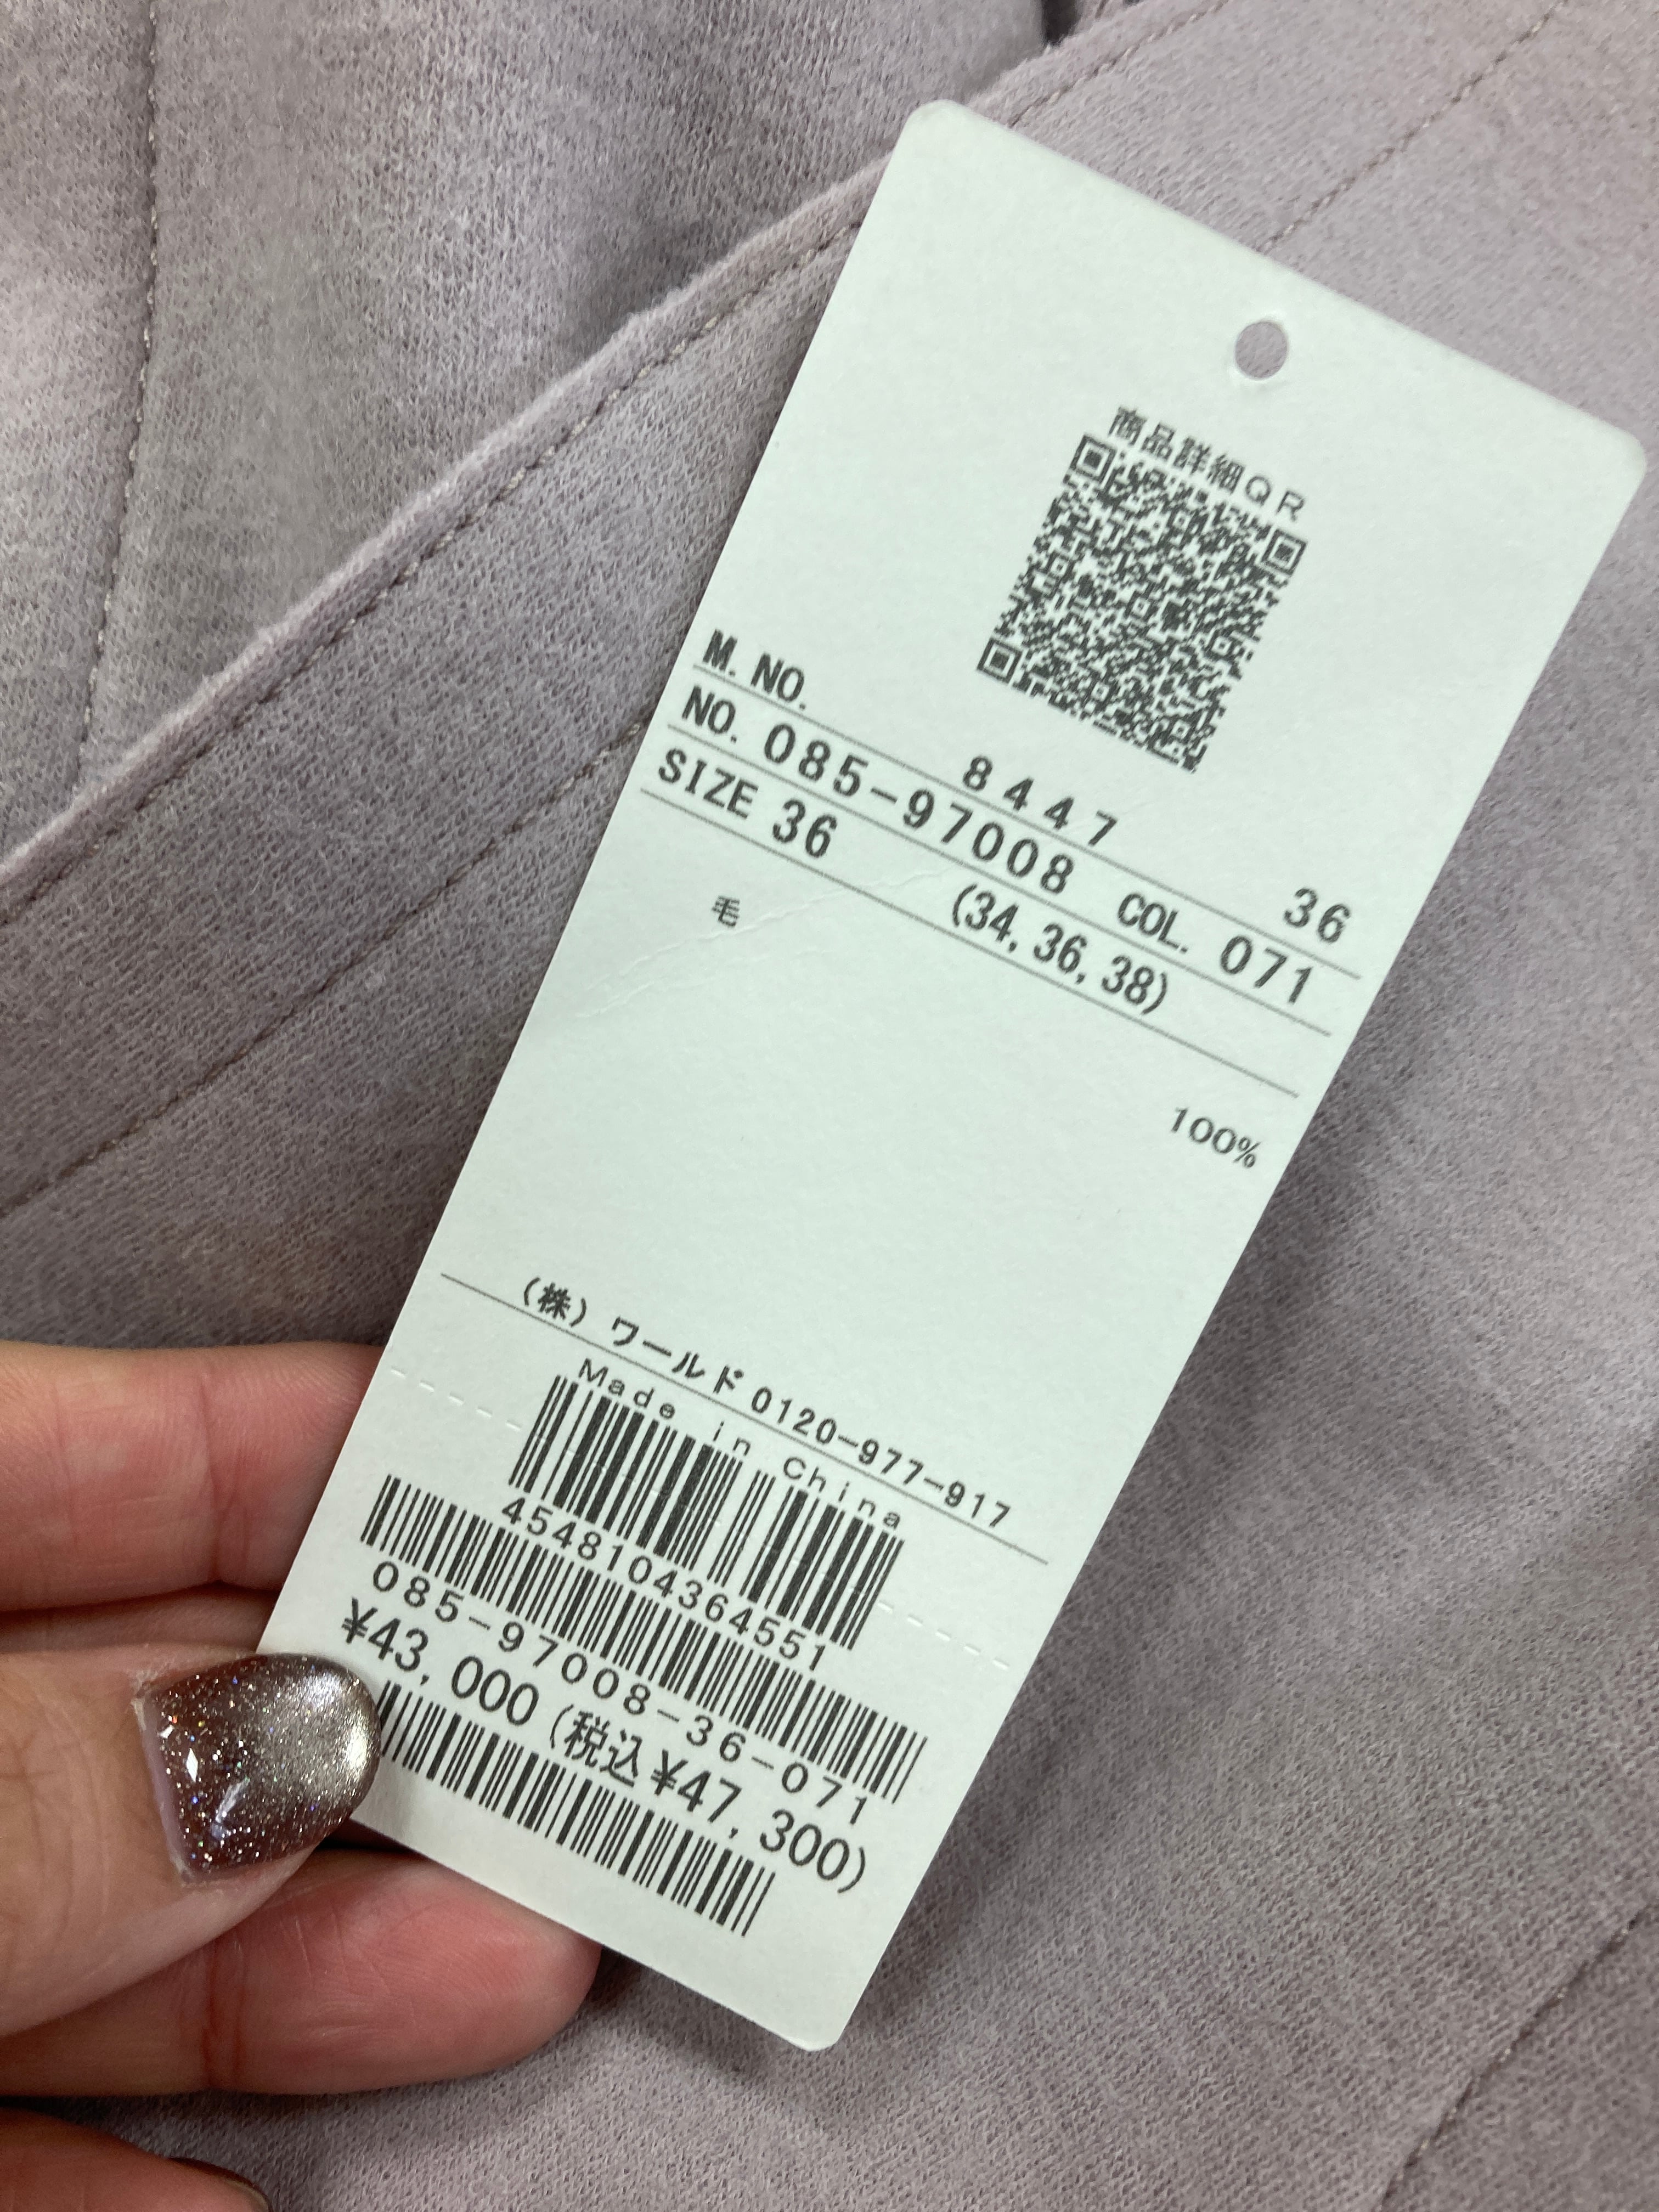 商品詳細QR
M. NO. 8447 36
NO. 085-97008 COL. 071
SIZE 36 (34, 36, 38)
毛 100%
(株) ワールド 0120-977-917
Made in China
4548104364551
085-97008-36-071
¥43,000 (税込 ¥47,300)